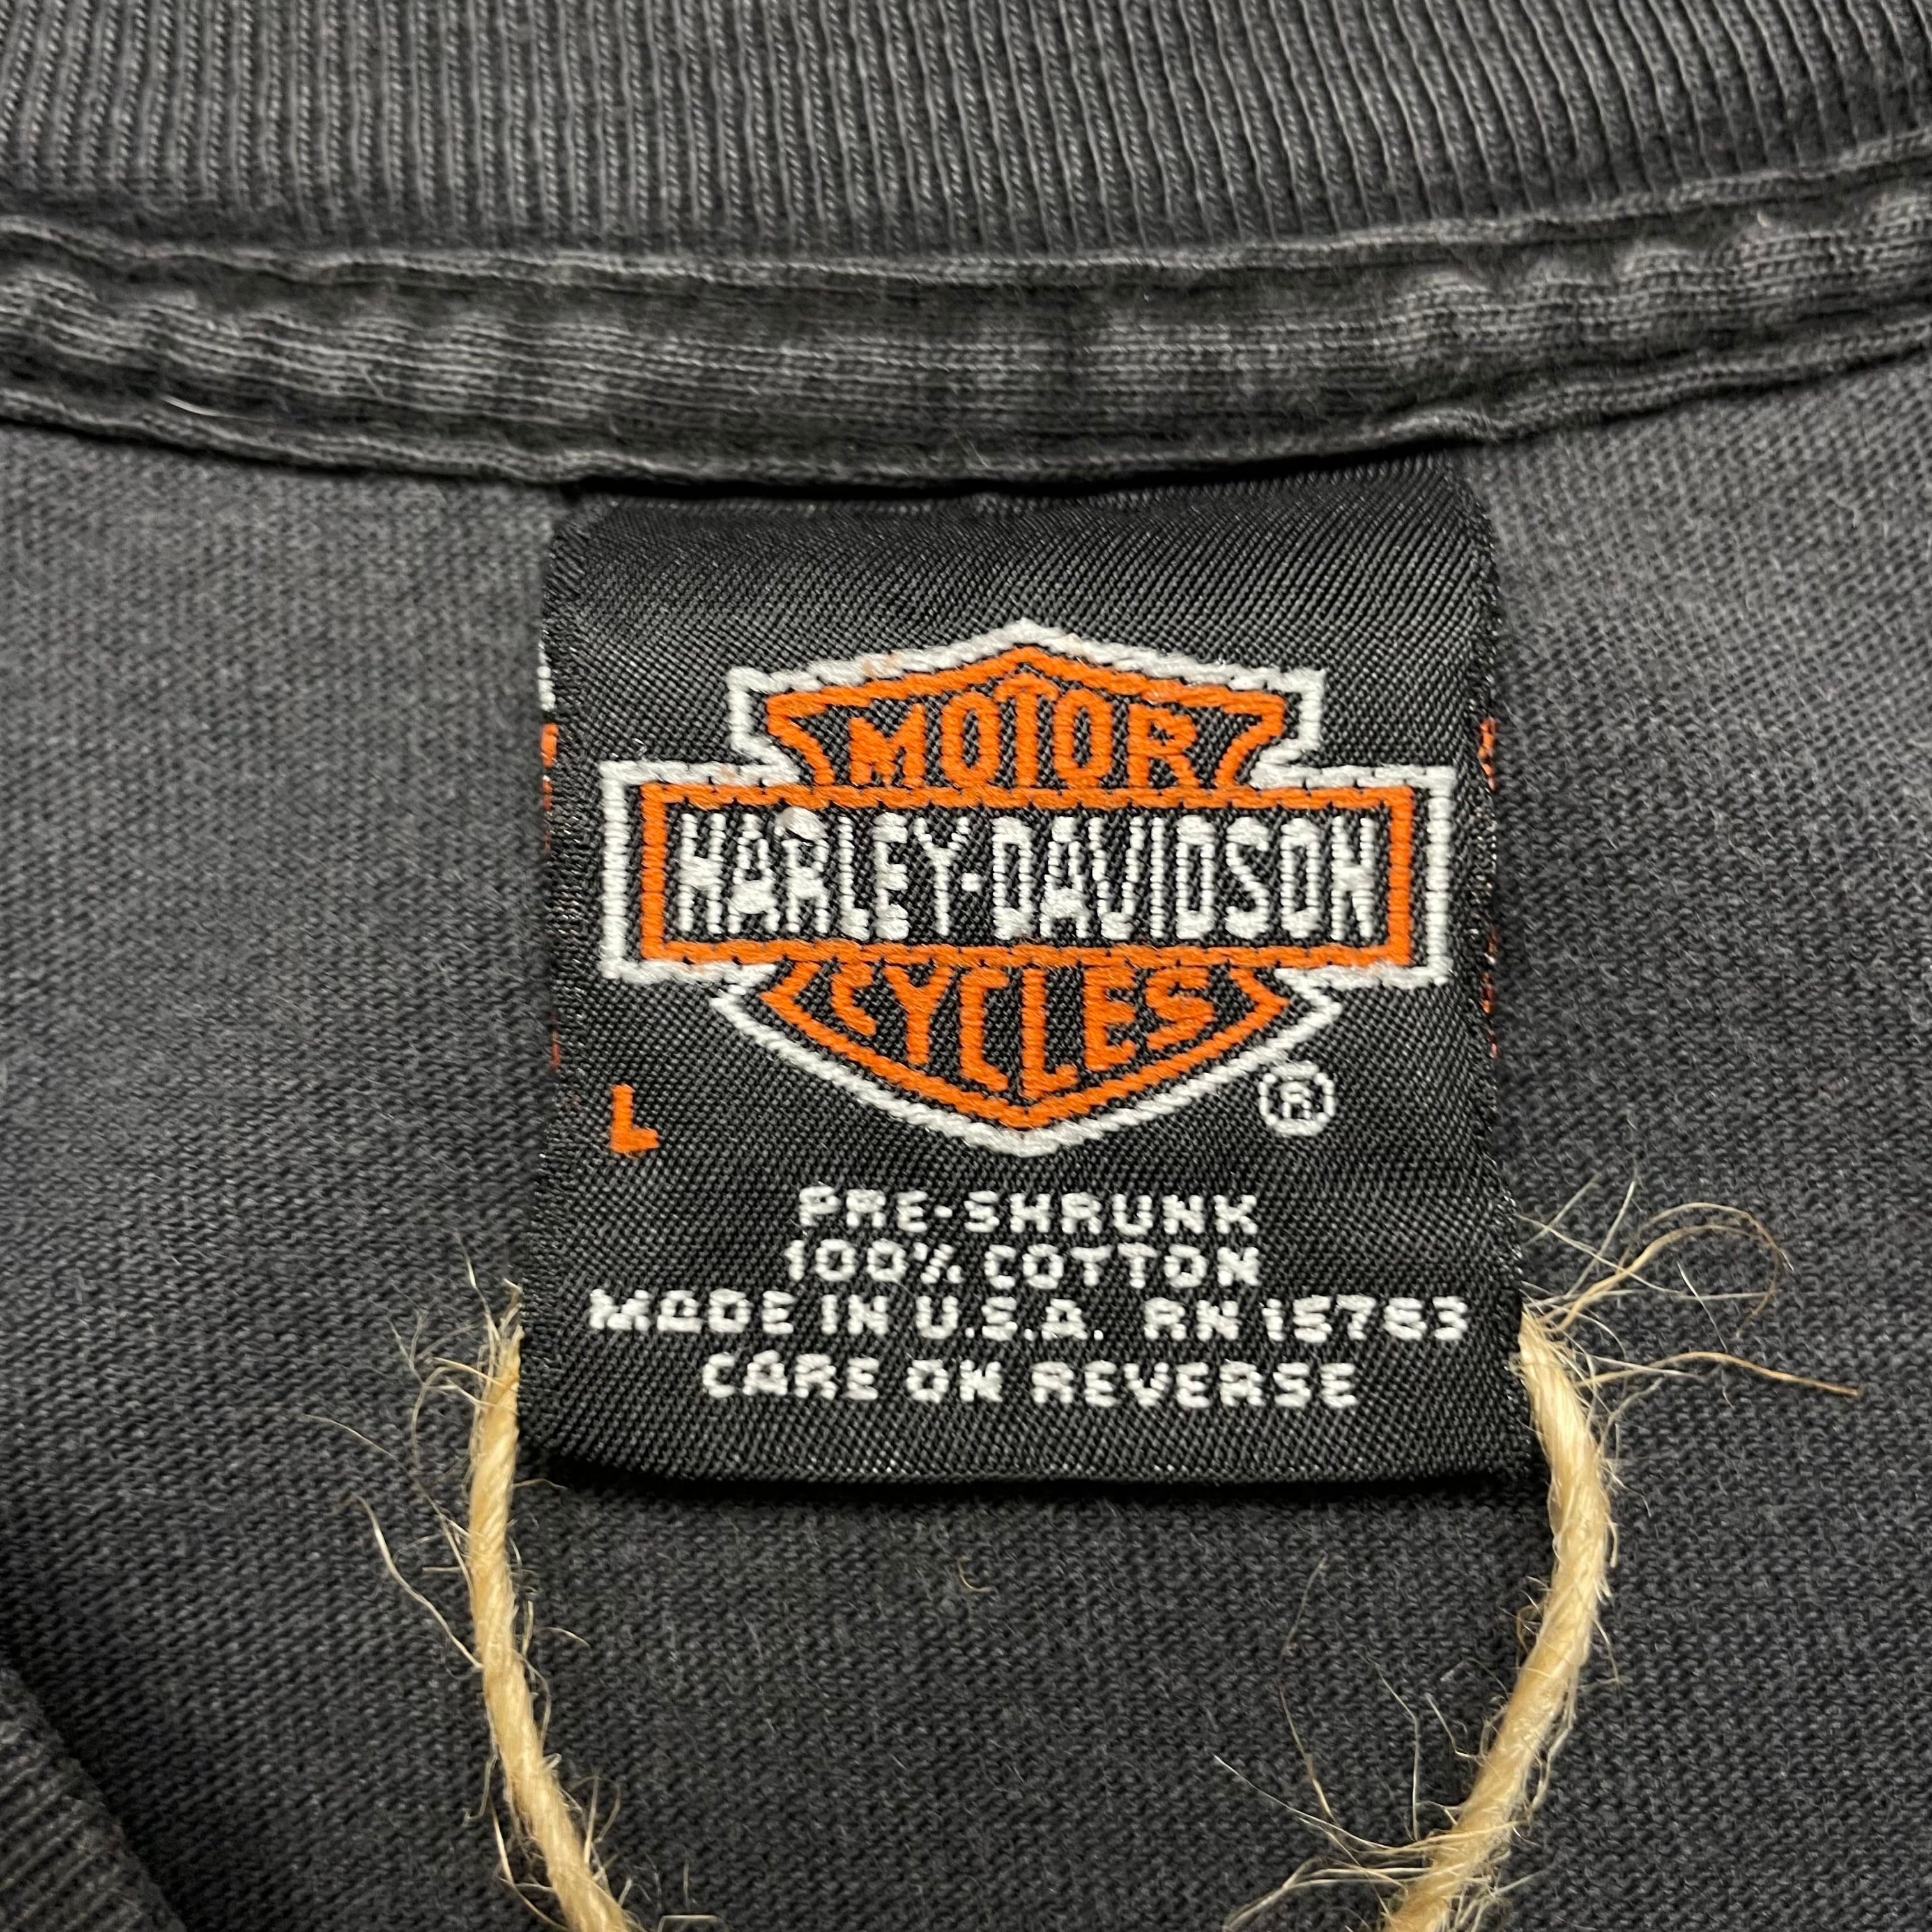 MOTOR
HARLEY-DAVIDSON
CYCLES
®
L
PRE-SHRUNK
100% COTTON
MADE IN U.S.A. RN 15763
CARE ON REVERSE